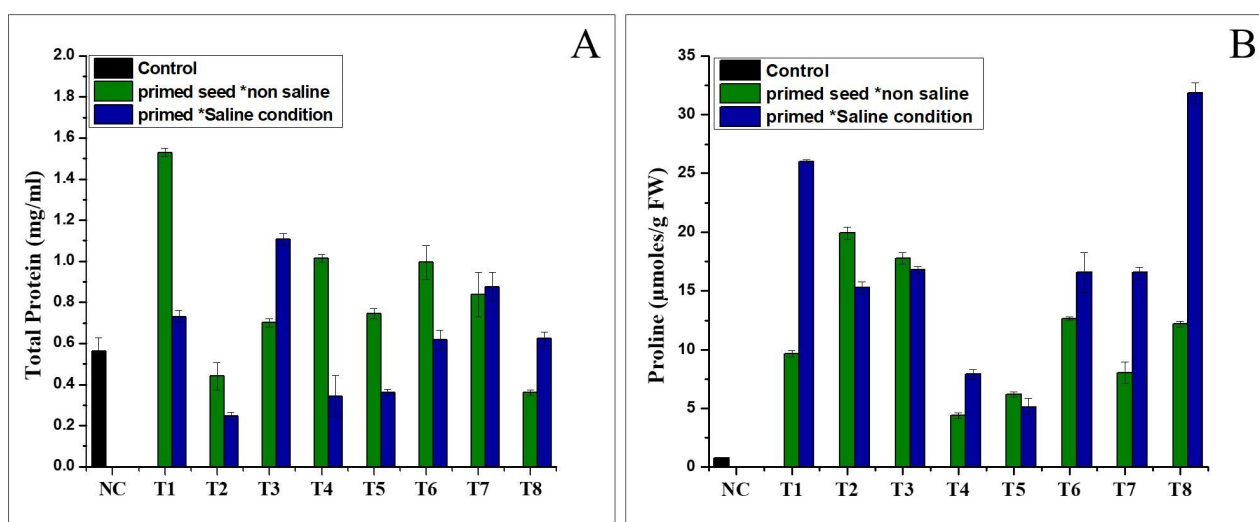 A
Control
primed seed *non saline
primed *Saline condition
Total Protein (mg/ml)
2.0
1.8
1.6
1.4
1.2
1.0
0.8
0.6
0.4
0.2
0.0
NC T1 T2 T3 T4 T5 T6 T7 T8
B
Control
primed seed *non saline
primed *Saline condition
Proline (µmoles/g FW)
35
30
25
20
15
10
5
0
NC T1 T2 T3 T4 T5 T6 T7 T8